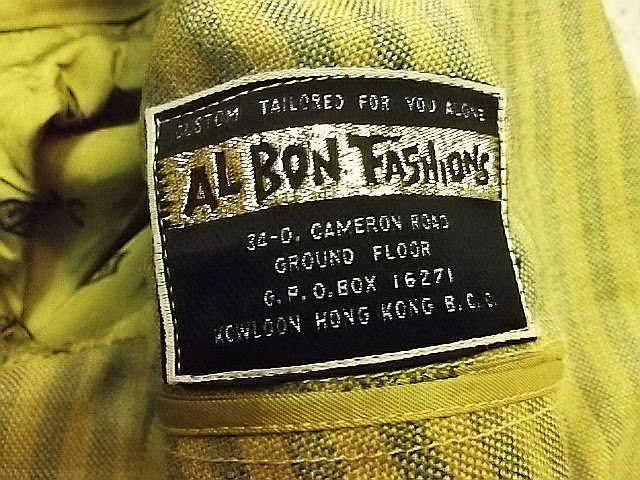 CUSTOM TAILORED FOR YOU ALONE
AL BON FASHIONS
34-D, CAMERON ROAD
GROUND FLOOR
G.P.O.BOX 16271
KOWLOON HONG KONG B.C.C.